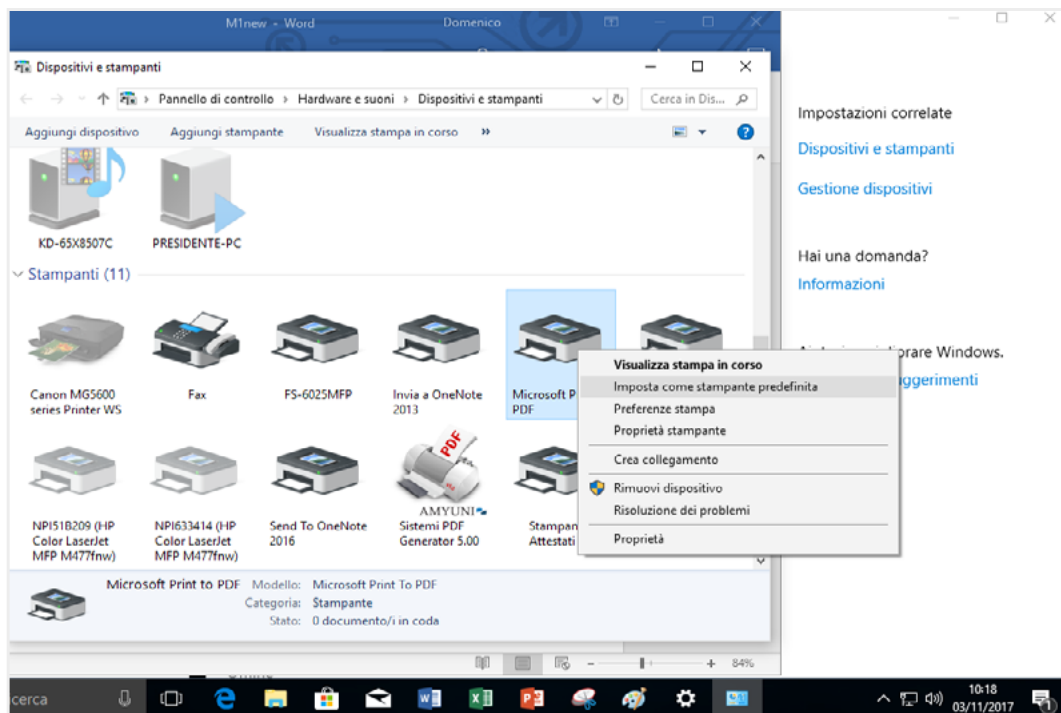 M1new - Word
Domenico
Dispositivi e stampanti
Pannello di controllo > Hardware e suoni > Dispositivi e stampanti
Cerca in Dis...
Aggiungi dispositivo
Aggiungi stampante
Visualizza stampa in corso
»
KD-65X8507C
PRESIDENTE-PC
Stampanti (11)
Canon MG5600
series Printer WS
Fax
FS-6025MFP
Invia a OneNote
2013
Microsoft P
PDF
NPI51B209 (HP
Color LaserJet
MFP M477fnw)
NPI633414 (HP
Color LaserJet
MFP M477fnw)
Send To OneNote
2016
PDF
AMYUNI
Sistemi PDF
Generator 5.00
Stampan
Attestati
Visualizza stampa in corso
Imposta come stampante predefinita
Preferenze stampa
Proprietà stampante
Crea collegamento
Rimuovi dispositivo
Risoluzione dei problemi
Proprietà
Microsoft Print to PDF
Modello: Microsoft Print To PDF
Categoria: Stampante
Stato: 0 documento/i in coda
Impostazioni correlate
Dispositivi e stampanti
Gestione dispositivi
Hai una domanda?
Informazioni
orare Windows.
uggerimenti
84%
cerca
10:18
03/11/2017